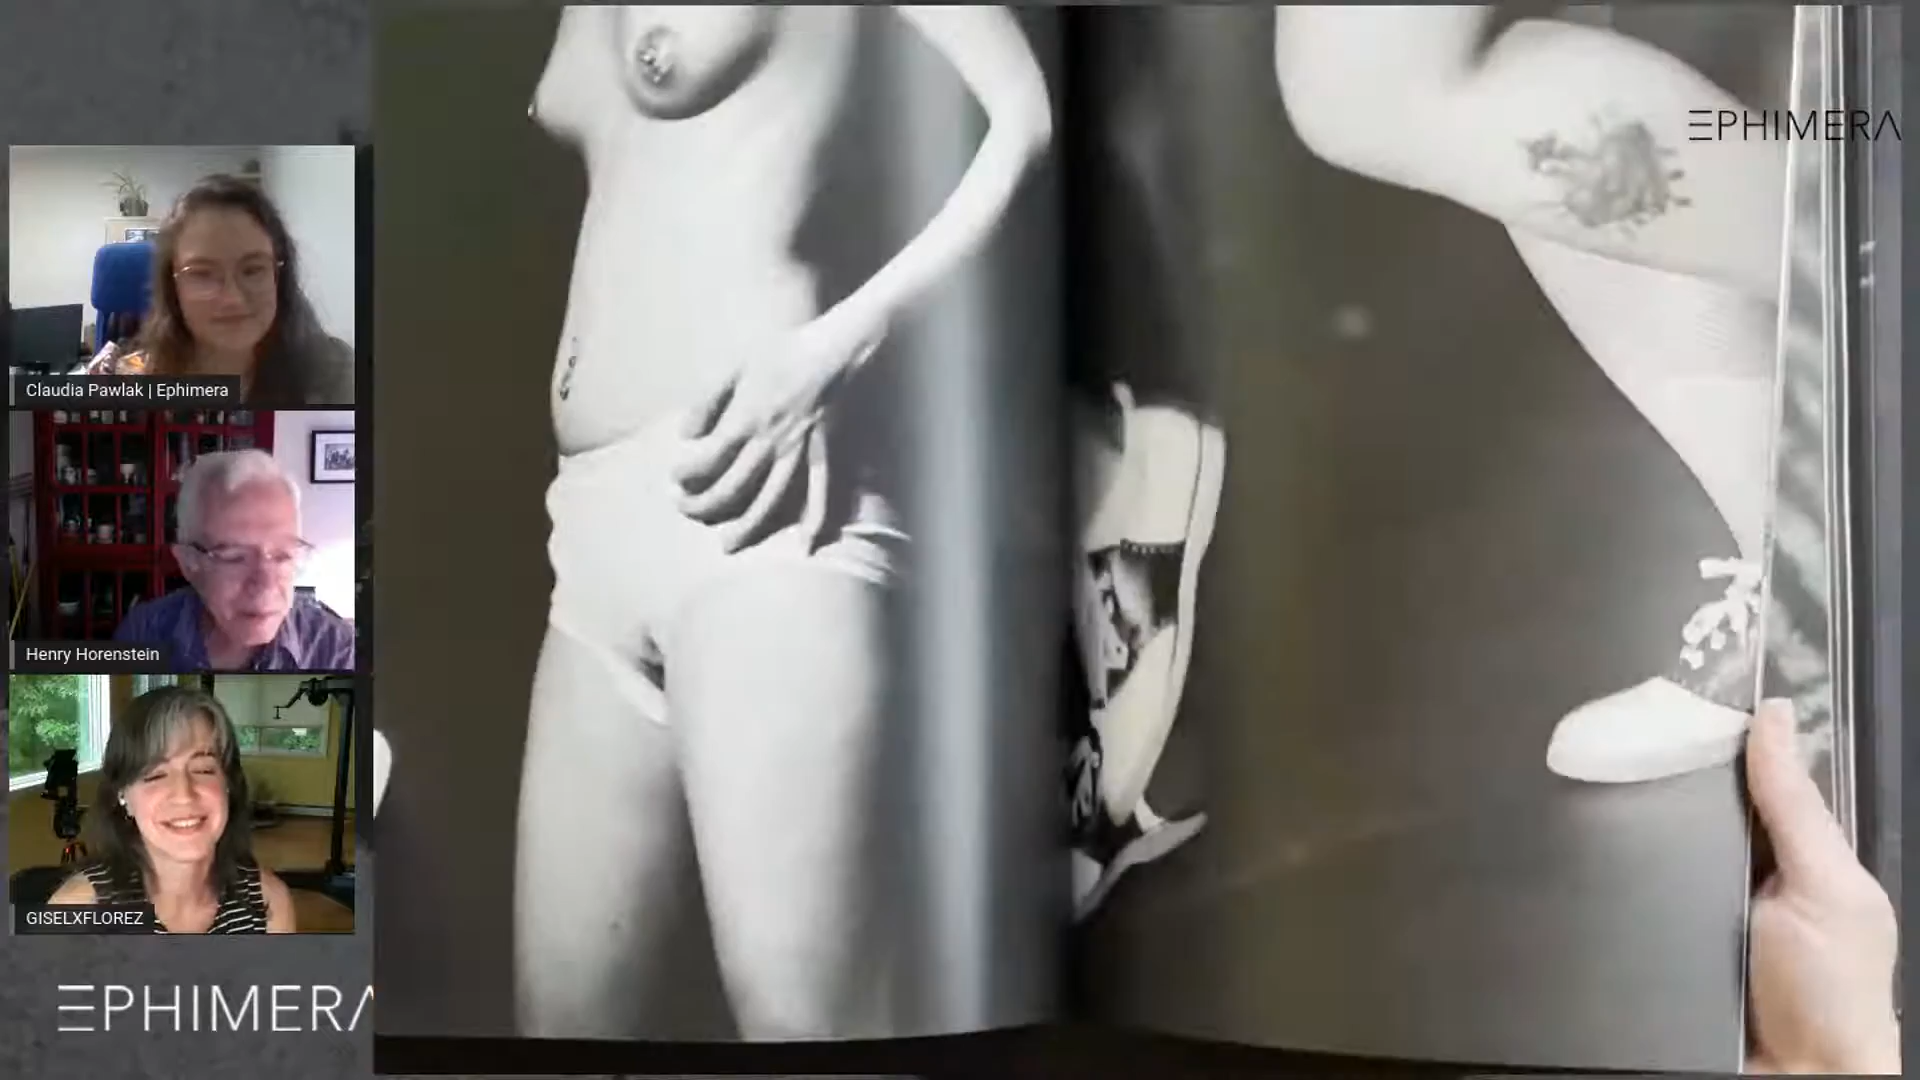 ΞPHIMERΛ
Claudia Pawlak | Ephimera
Henry Horenstein
GISELXFLOREZ
ΞPHIMERΛ